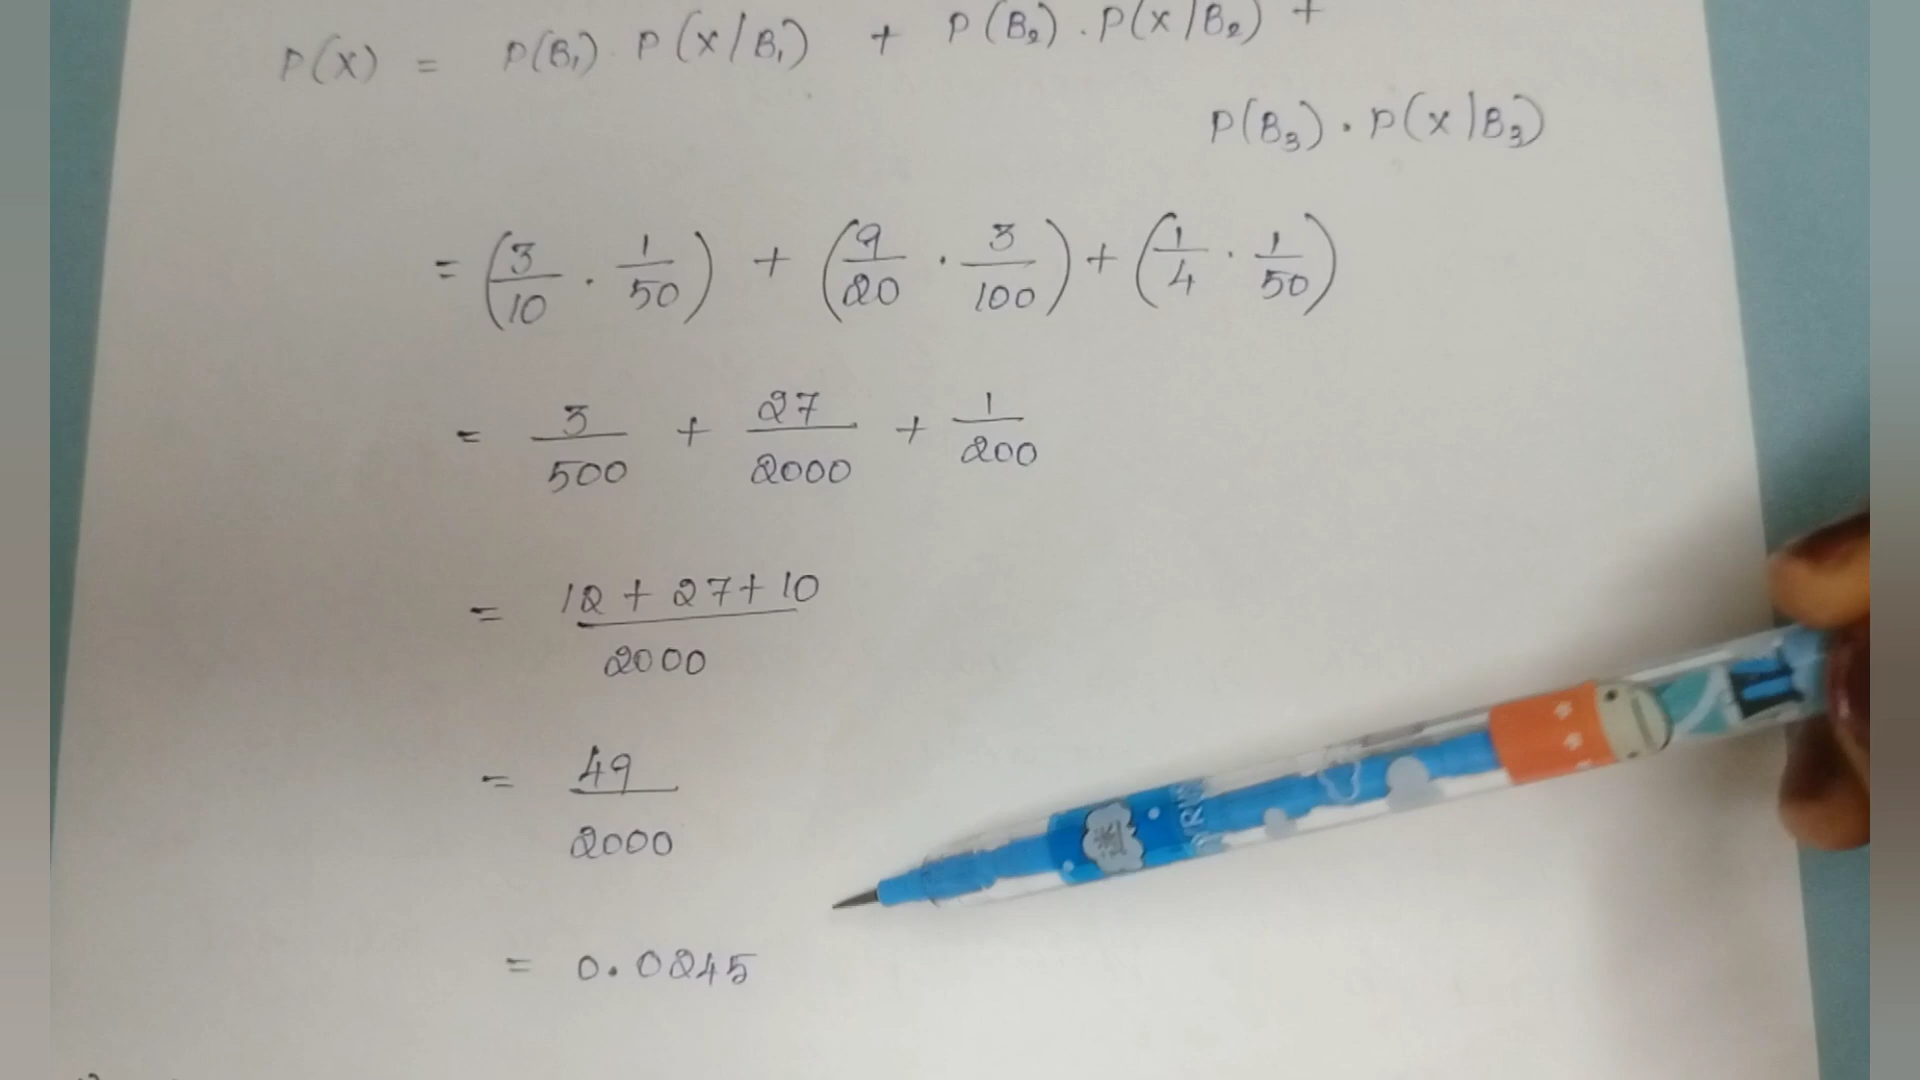 P(X) = P(B₁) P(X/B₁) + P(B₂) . P(X/B₂) +
P(B₃) . P(X|B₃)
= (3/10 . 1/50) + (9/20 . 3/100) + (1/4 . 1/50)
= 3/500 + 27/2000 + 1/200
= 12 + 27 + 10 / 2000
= 49/2000
= 0.0245